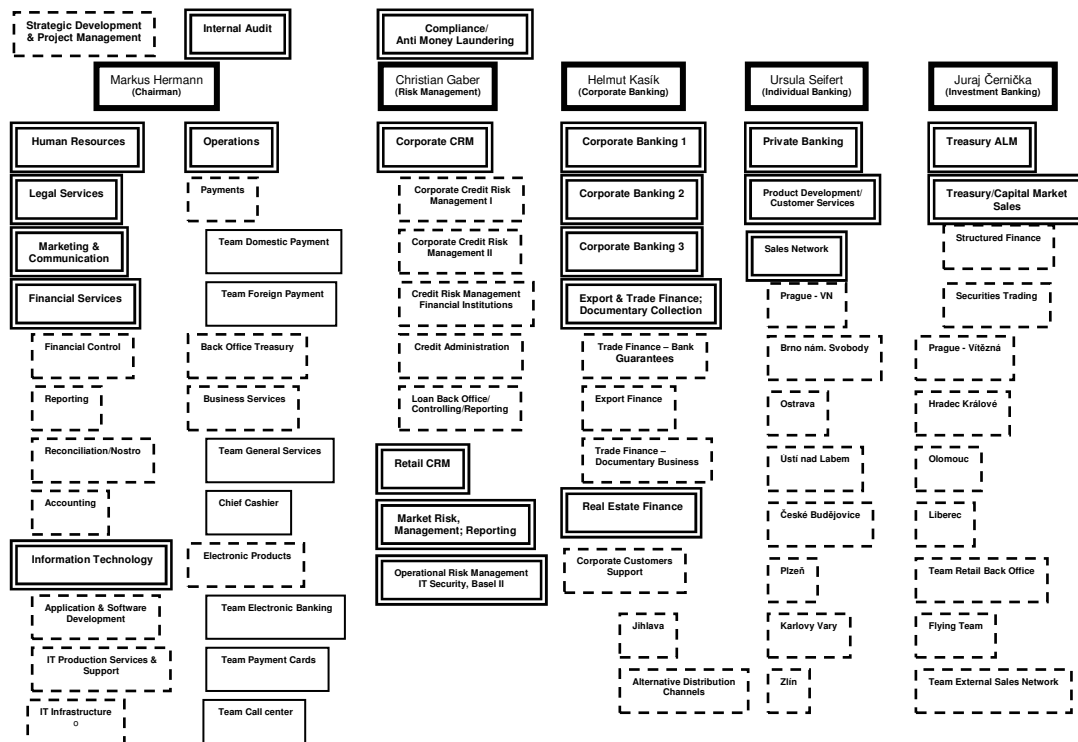 Strategic Development
& Project Management
Internal Audit
Compliance/
Anti Money Laundering
Markus Hermann
(Chairman)
Christian Gaber
(Risk Management)
Helmut Kasík
(Corporate Banking)
Ursula Seifert
(Individual Banking)
Juraj Černička
(Investment Banking)
Human Resources
Legal Services
Marketing &
Communication
Financial Services
Financial Control
Reporting
Reconciliation/Nostro
Accounting
Information Technology
Application & Software
Development
IT Production Services &
Support
IT Infrastructure
o
Operations
Payments
Team Domestic Payment
Team Foreign Payment
Back Office Treasury
Business Services
Team General Services
Chief Cashier
Electronic Products
Team Electronic Banking
Team Payment Cards
Team Call center
Corporate CRM
Corporate Credit Risk
Management I
Corporate Credit Risk
Management II
Credit Risk Management
Financial Institutions
Credit Administration
Loan Back Office/
Controlling/Reporting
Retail CRM
Market Risk,
Management; Reporting
Operational Risk Management
IT Security, Basel II
Corporate Banking 1
Corporate Banking 2
Corporate Banking 3
Export & Trade Finance;
Documentary Collection
Trade Finance – Bank
Guarantees
Export Finance
Trade Finance –
Documentary Business
Real Estate Finance
Corporate Customers
Support
Jihlava
Alternative Distribution
Channels
Private Banking
Product Development/
Customer Services
Sales Network
Prague - VN
Brno nám. Svobody
Ostrava
Ústí nad Labem
České Budějovice
Plzeň
Karlovy Vary
Zlín
Treasury ALM
Treasury/Capital Market
Sales
Structured Finance
Securities Trading
Prague - Vítězná
Hradec Králové
Olomouc
Liberec
Team Retail Back Office
Flying Team
Team External Sales Network